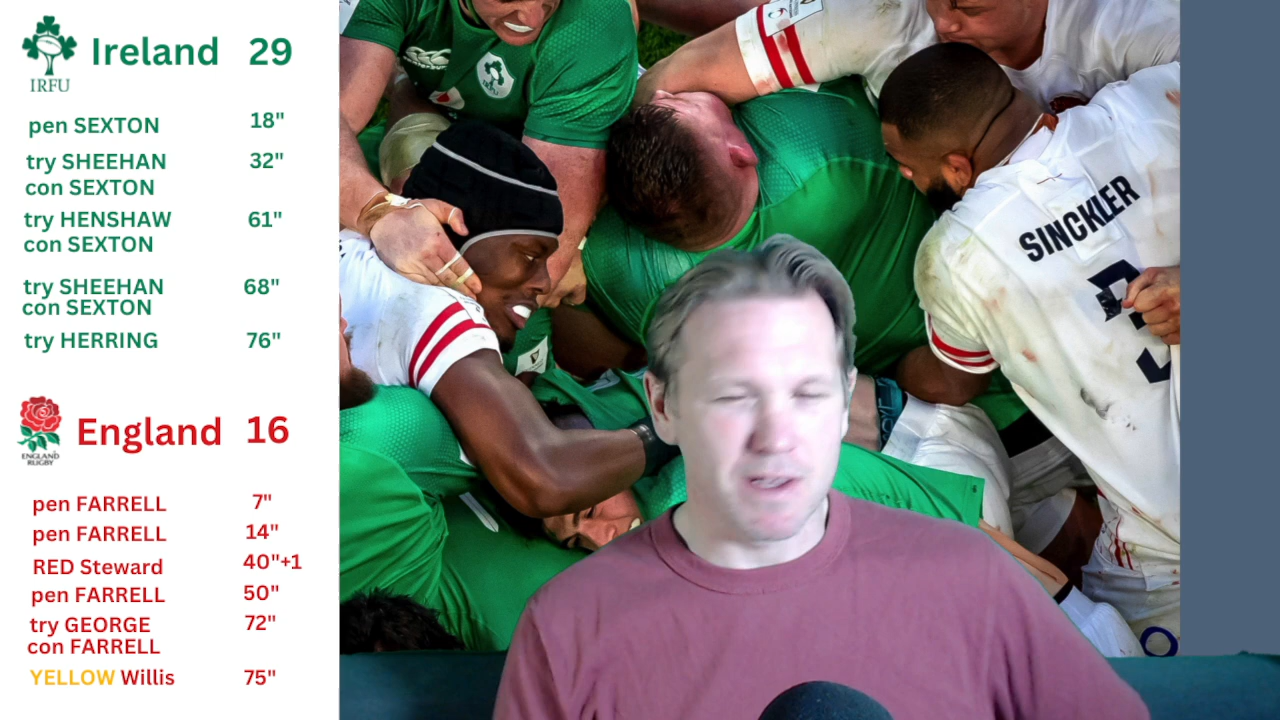 IRFU
Ireland 29
pen SEXTON 18"
try SHEEHAN 32"
con SEXTON
try HENSHAW 61"
con SEXTON
try SHEEHAN 68"
con SEXTON
try HERRING 76"
ENGLAND
RUGBY
England 16
pen FARRELL 7"
pen FARRELL 14"
RED Steward 40"+1
pen FARRELL 50"
try GEORGE 72"
con FARRELL
YELLOW Willis 75"
SINCKLER